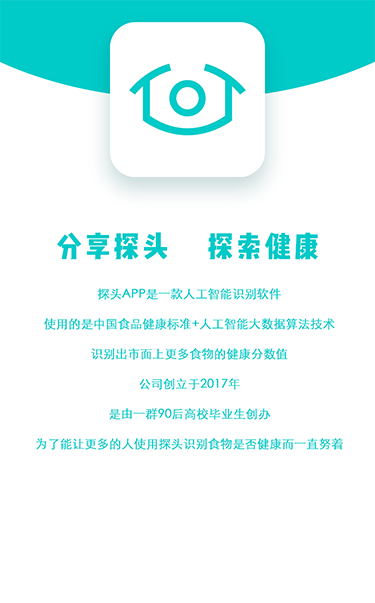 分享探头 探索健康
探头APP是一款人工智能识别软件
使用的是中国食品健康标准+人工智能大数据算法技术
识别出市而上更多食物的健康分数值
公司创立于2017年
是由一群90后高校毕业生创办
为了能让更多的人使用探头识别食物是否健康而一直努着